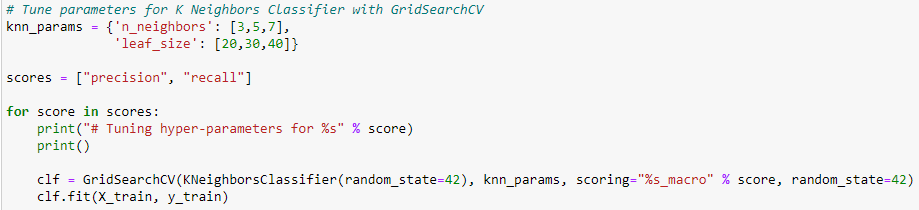 # Tune parameters for K Neighbors Classifier with GridSearchCV
knn_params = {'n_neighbors': [3,5,7],
              'leaf_size': [20,30,40]}

scores = ["precision", "recall"]

for score in scores:
    print("# Tuning hyper-parameters for %s" % score)
    print()

    clf = GridSearchCV(KNeighborsClassifier(random_state=42), knn_params, scoring="%s_macro" % score, random_state=42)
    clf.fit(X_train, y_train)